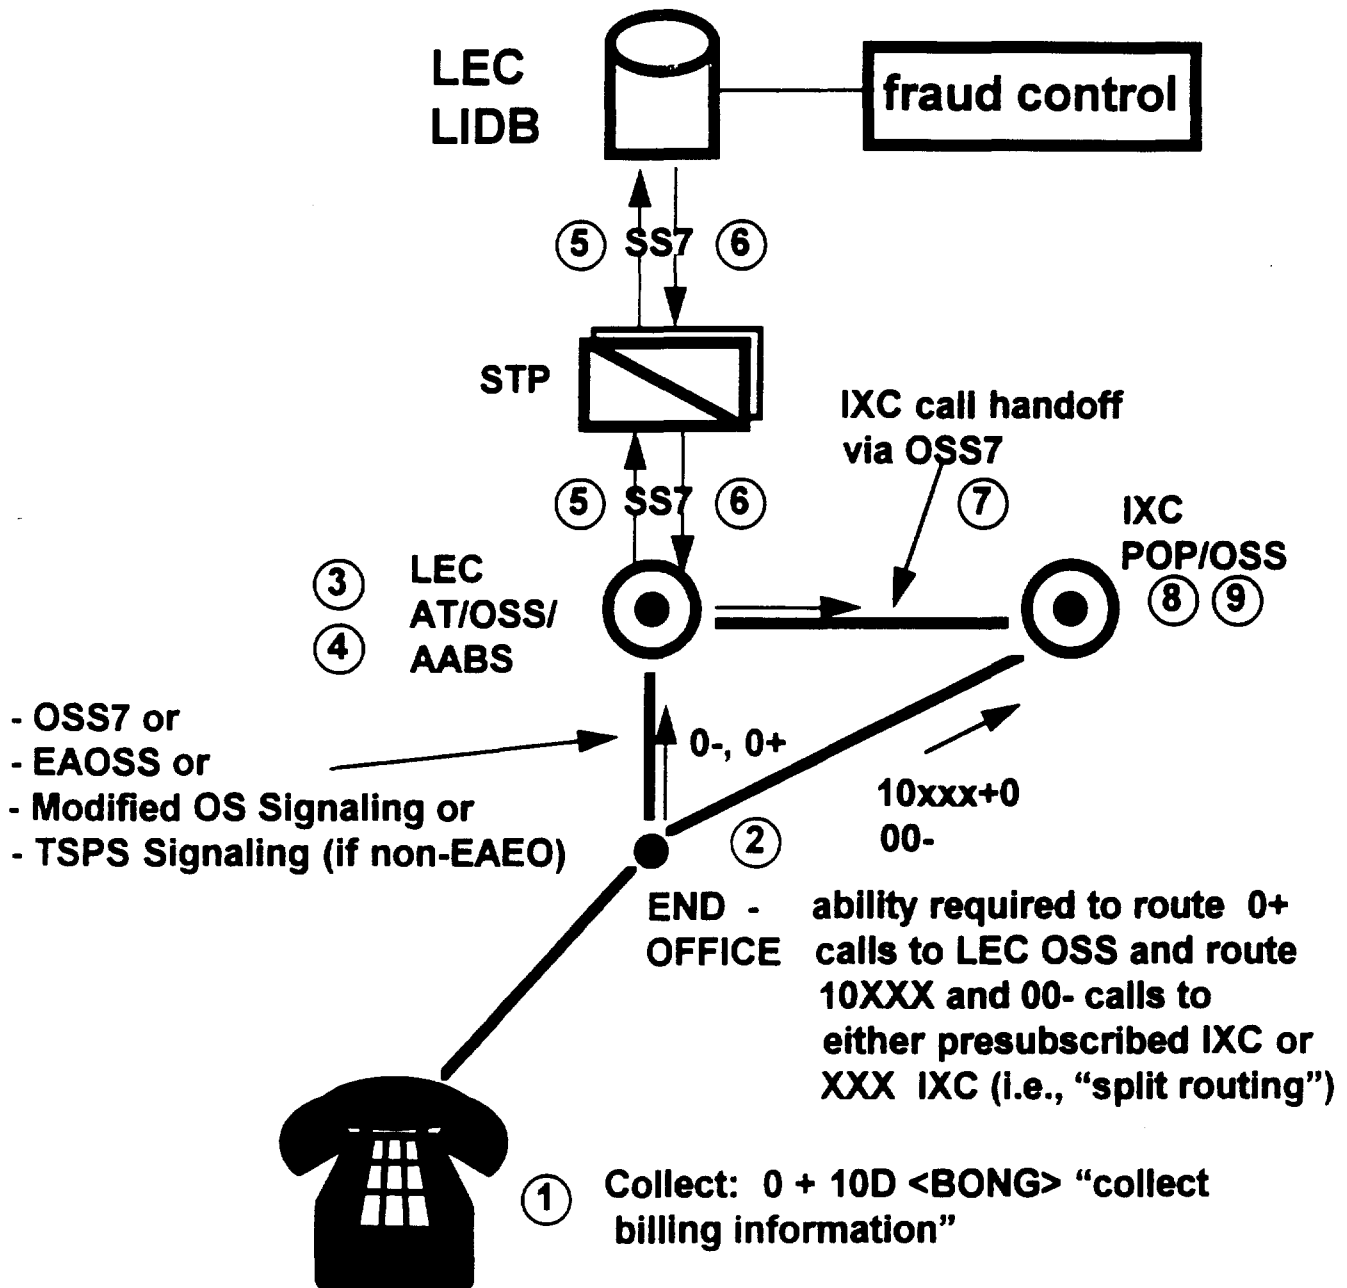 LEC
LIDB
fraud control
5 SS7 6
STP
IXC call handoff
via OSS7
5 SS7 6
7
IXC
POP/OSS
8 9
3
LEC
AT/OSS/
4
AABS
- OSS7 or
- EAOSS or
- Modified OS Signaling or
- TSPS Signaling (if non-EAEO)
0-, 0+
10xxx+0
00-
2
END -
OFFICE
ability required to route 0+
calls to LEC OSS and route
10XXX and 00- calls to
either presubscribed IXC or
XXX IXC (i.e., “split routing”)
1
Collect: 0 + 10D <BONG> “collect
billing information”